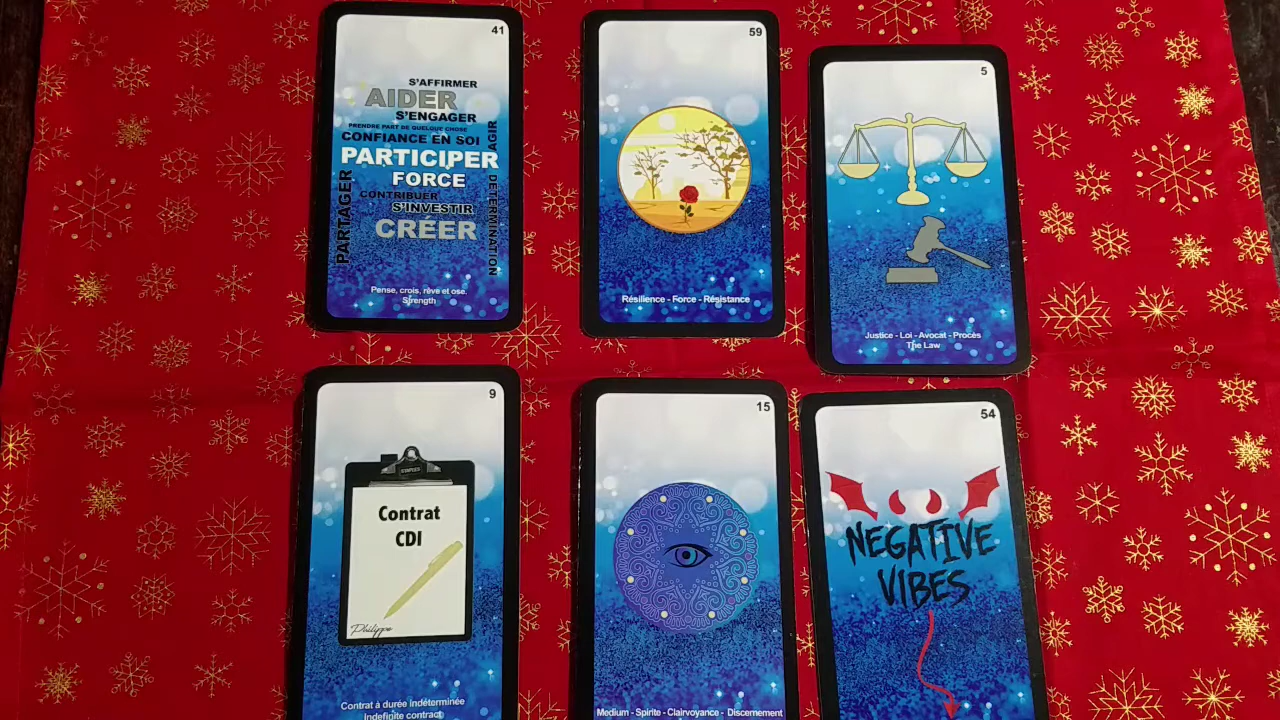 41
S'AFFIRMER
AIDER
S'ENGAGER
PRENDRE PART DE QUELQUE CHOSE
CONFIANCE EN SOI
AGIR
PARTICIPER
FORCE
CONTRIBUER
S'INVESTIR
CRÉER
PARTAGER
DÉTERMINATION
Pense, crois, rêve et ose.
Strength
59
Résilience - Force - Résistance
5
Justice - Loi - Avocat - Procès
The Law
9
Contrat
CDI
Philippe
Contrat à durée indéterminée
Indefinite contract
15
Medium - Spirite - Clairvoyance - Discernement
54
NEGATIVE
VIBES